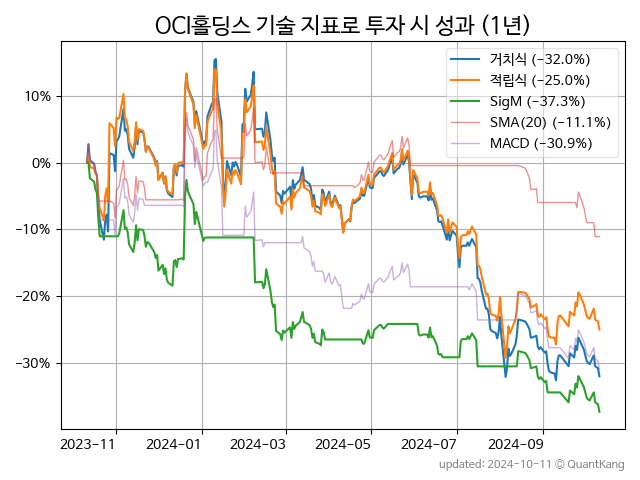 OCI홀딩스 기술 지표로 투자 시 성과 (1년)
거치식 (−32.0%)
적립식 (−25.0%)
SigM (−37.3%)
SMA(20) (−11.1%)
MACD (−30.9%)
10%
0%
−10%
−20%
−30%
2023-11 2024-01 2024-03 2024-05 2024-07 2024-09
updated: 2024-10-11 © QuantKang